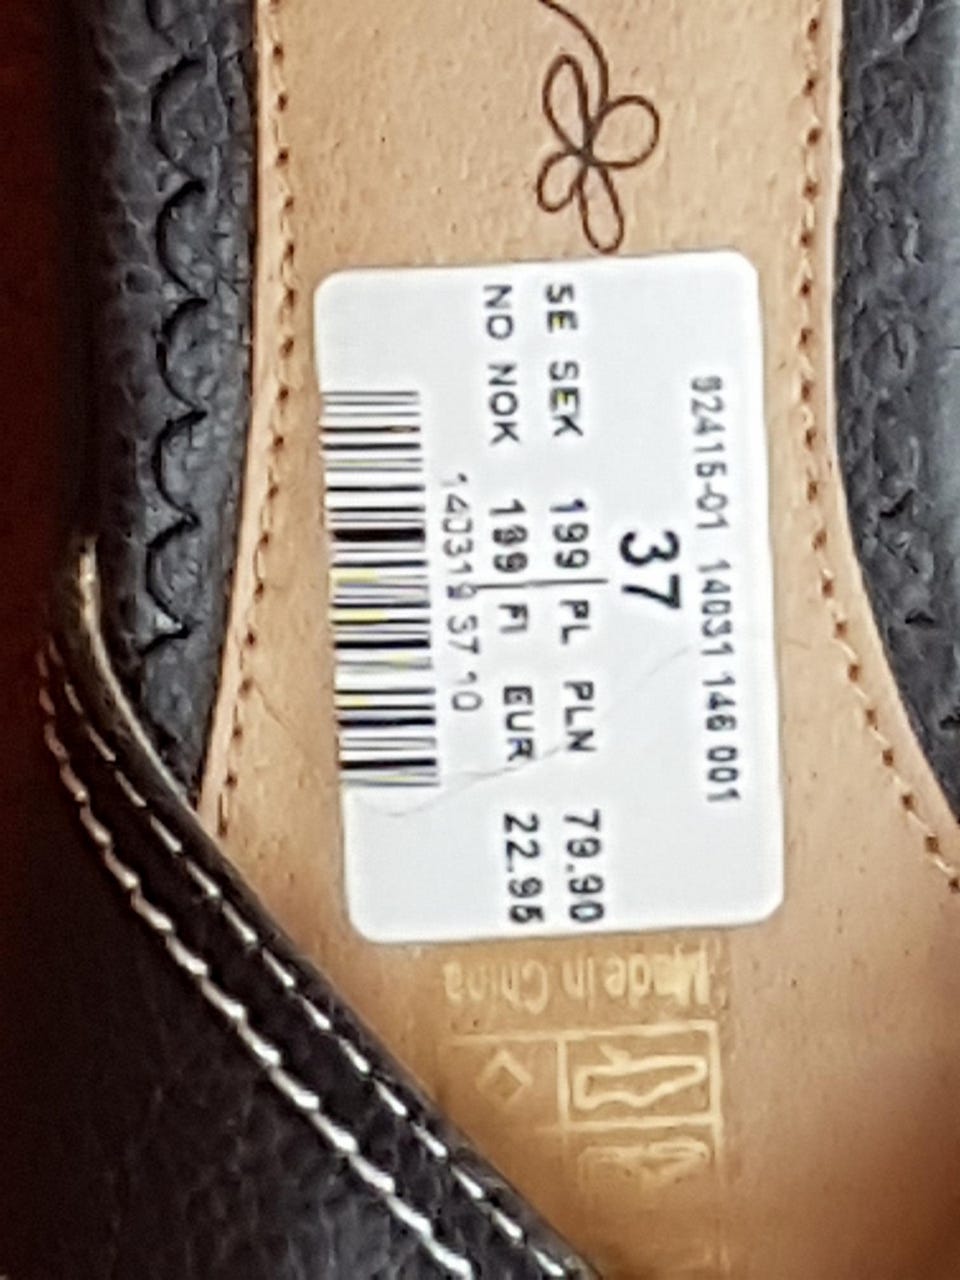 92415-01 14031 146 001
37
SE SEK 199 PL PLN 79.90
NO NOK 199 FI EUR 22.95
140319 37 10
Made in China